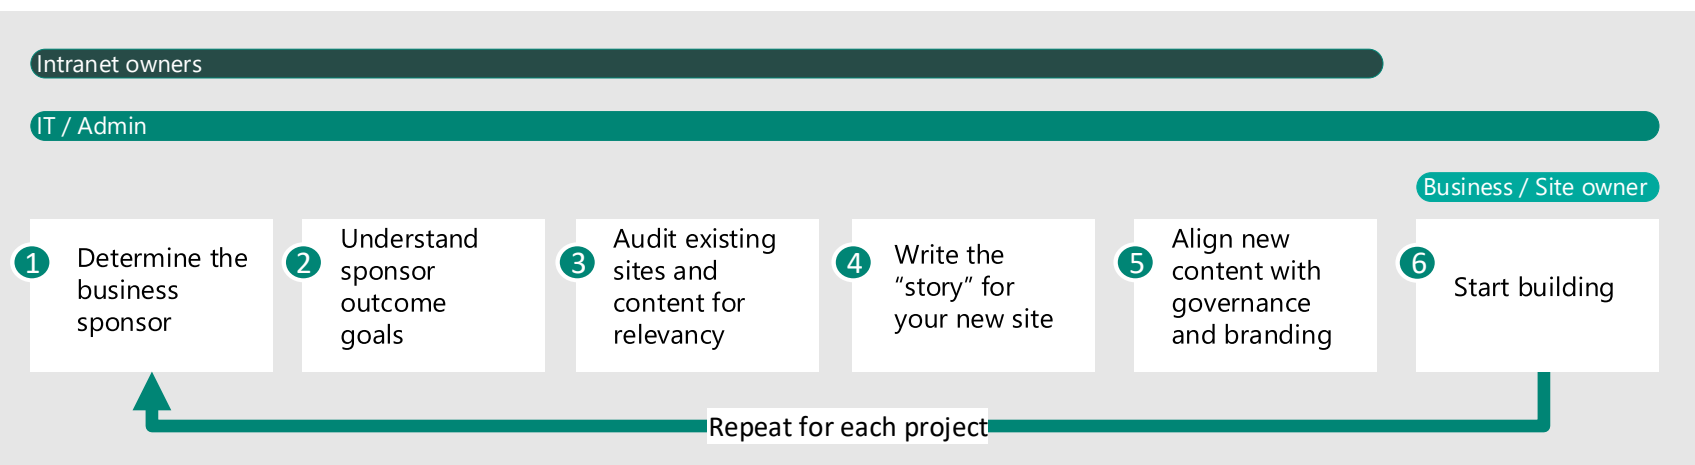 Intranet owners
IT / Admin
Business / Site owner
1
Determine the
business
sponsor
2
Understand
sponsor
outcome
goals
3
Audit existing
sites and
content for
relevancy
4
Write the
“story” for
your new site
5
Align new
content with
governance
and branding
6
Start building
Repeat for each project